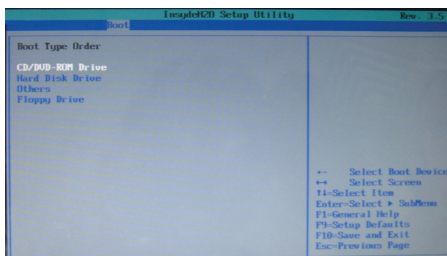 InsydeH2O Setup Utility Rev. 3.5
Boot
Boot Type Order
CD/DVD-ROM Drive
Hard Disk Drive
Others
Floppy Drive
+- Select Boot Device
↔ Select Screen
↑↓-Select Item
Enter-Select ▶ SubMenu
F1-General Help
F9-Setup Defaults
F10-Save and Exit
Esc-Previous Page